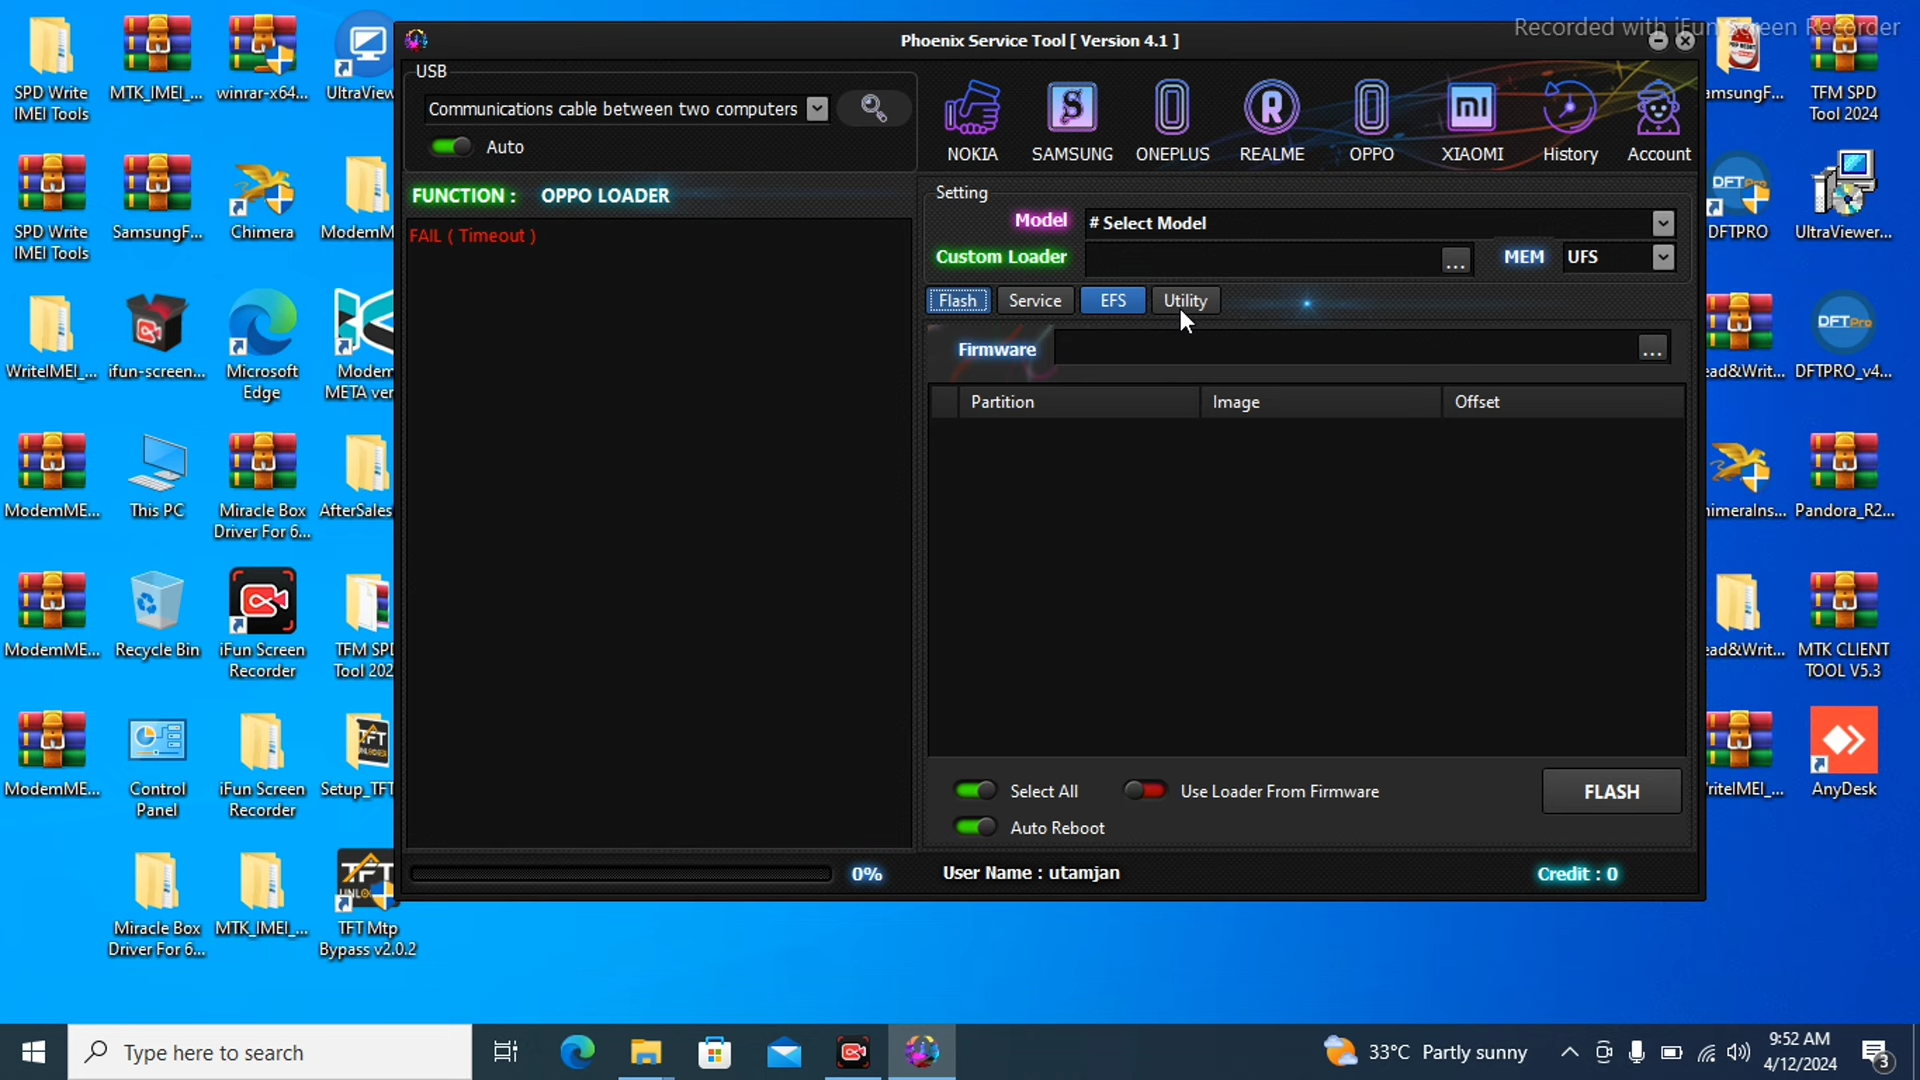 Recorded with iFun Screen Recorder
SPD Write
IMEI Tools
MTK_IMEI_...
winrar-x64...
UltraView
SPD Write
IMEI Tools
SamsungF...
Chimera
ModemM
WriteIMEI_...
ifun-screen...
Microsoft
Edge
Modem
META ver
ModemME...
This PC
Miracle Box
Driver For 6...
AfterSales
ModemME...
Recycle Bin
iFun Screen
Recorder
TFM SPD
Tool 202
ModemME...
Control
Panel
iFun Screen
Recorder
Setup_TFT
Miracle Box
Driver For 6...
MTK_IMEI_...
TFT Mtp
Bypass v2.0.2
Phoenix Service Tool [ Version 4.1 ]
USB
Communications cable between two computers
Auto
NOKIA
SAMSUNG
ONEPLUS
REALME
OPPO
XIAOMI
History
Account
FUNCTION : OPPO LOADER
FAIL ( Timeout )
Setting
Model # Select Model
Custom Loader ... MEM UFS
Flash Service EFS Utility
Firmware ...
Partition Image Offset
Select All Use Loader From Firmware FLASH
Auto Reboot
0% User Name : utamjan Credit : 0
amsungF...
TFM SPD
Tool 2024
DFTPRO
UltraViewer...
ead&Writ...
DFTPRO_v4...
himeraIns...
Pandora_R2...
ead&Writ...
MTK CLIENT
TOOL V5.3
ritelMEI_...
AnyDesk
Type here to search
33°C Partly sunny
9:52 AM
4/12/2024
3